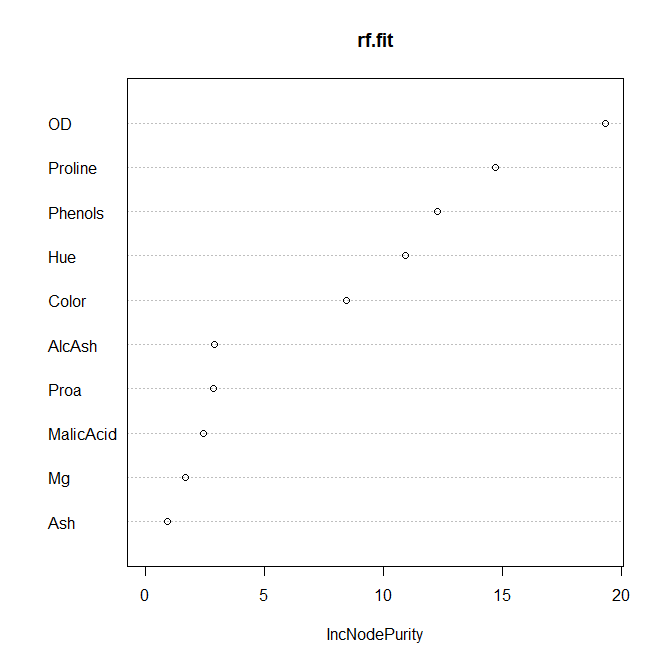 rf.fit
OD
Proline
Phenols
Hue
Color
AlcAsh
Proa
MalicAcid
Mg
Ash
0 5 10 15 20
IncNodePurity